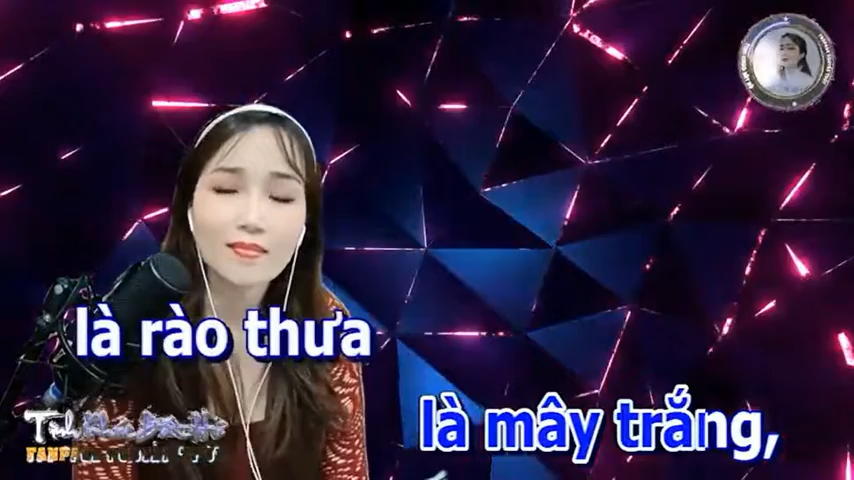 là rào thưa
là mây trắng,